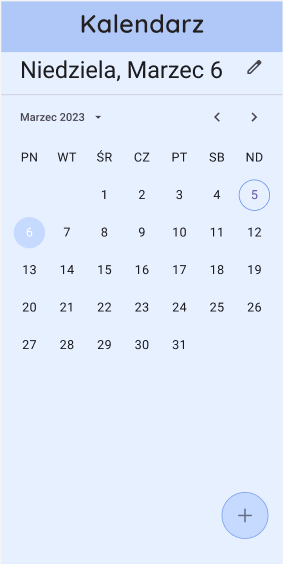 Kalendarz
Niedziela, Marzec 6
Marzec 2023
PN WT ŚR CZ PT SB ND
1 2 3 4 5
6 7 8 9 10 11 12
13 14 15 16 17 18 19
20 21 22 23 24 25 26
27 28 29 30 31